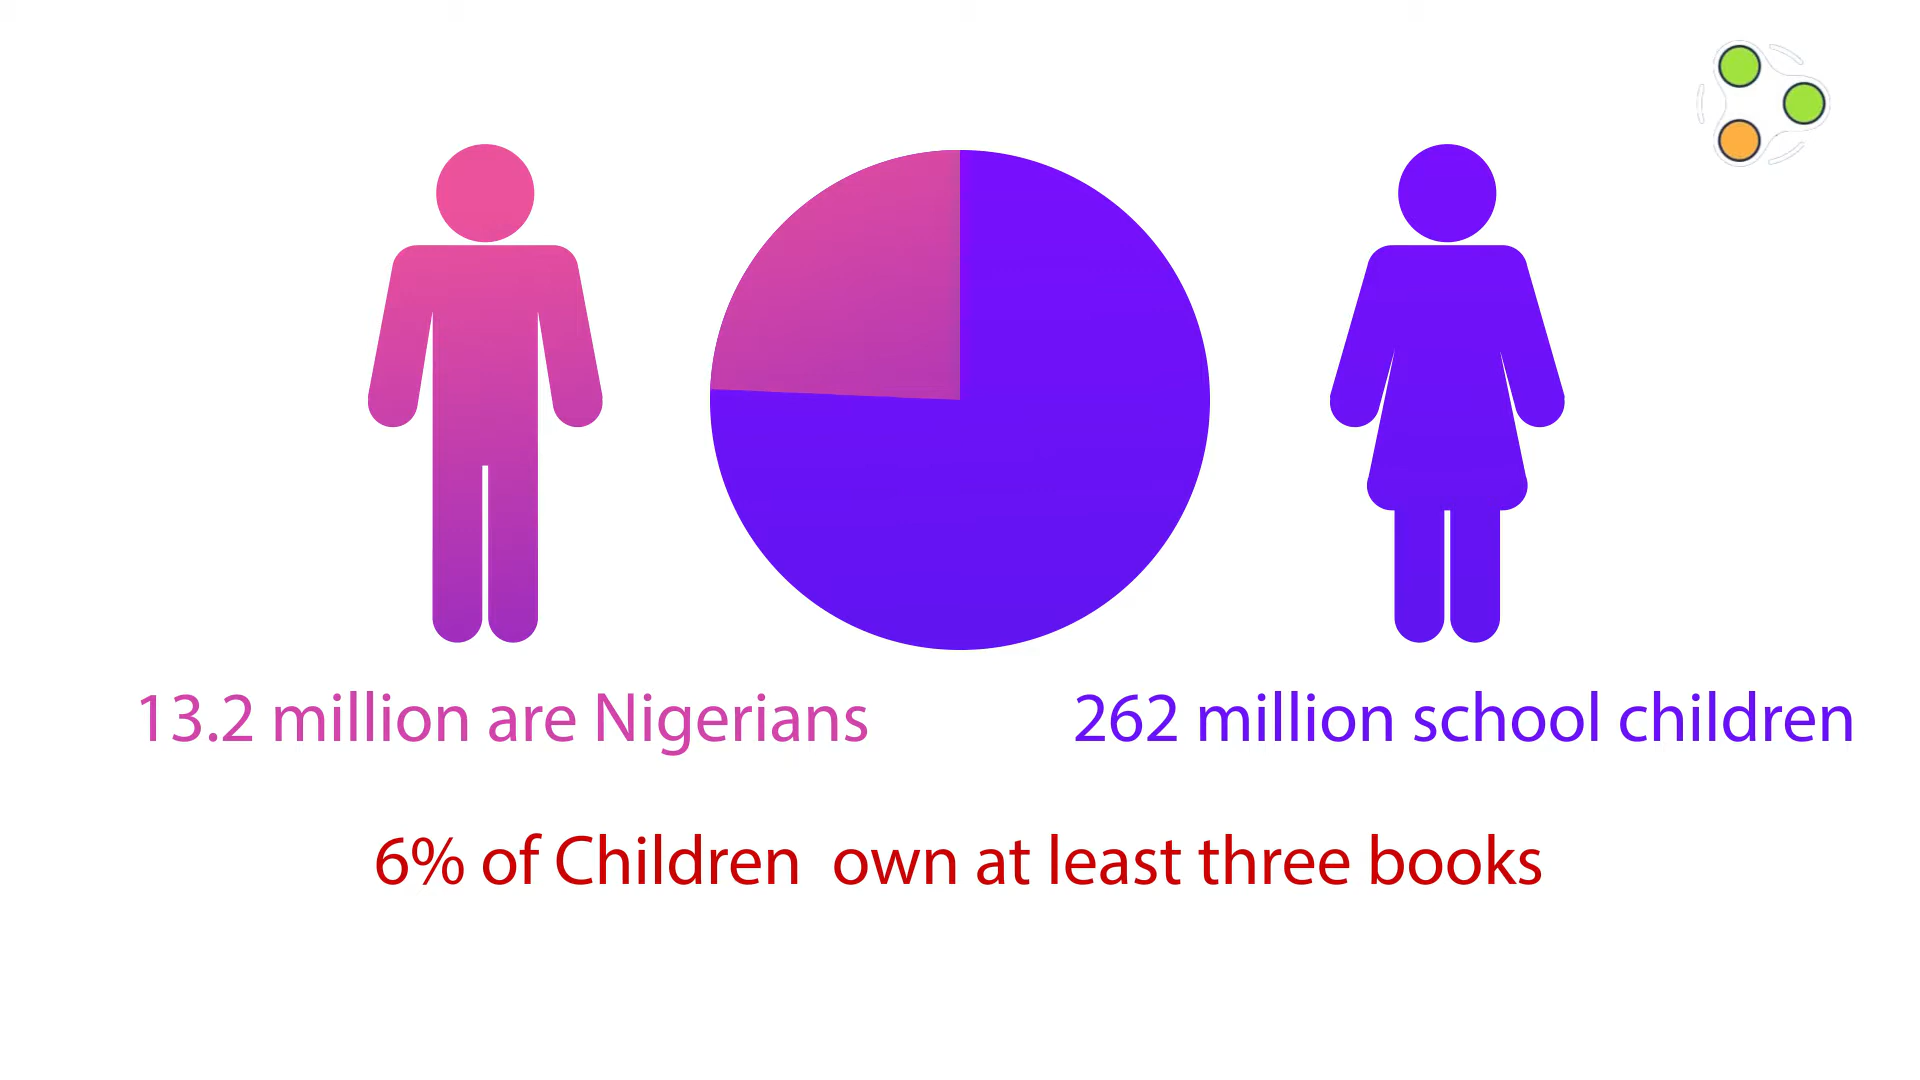 13.2 million are Nigerians
262 million school children
6% of Children  own at least three books